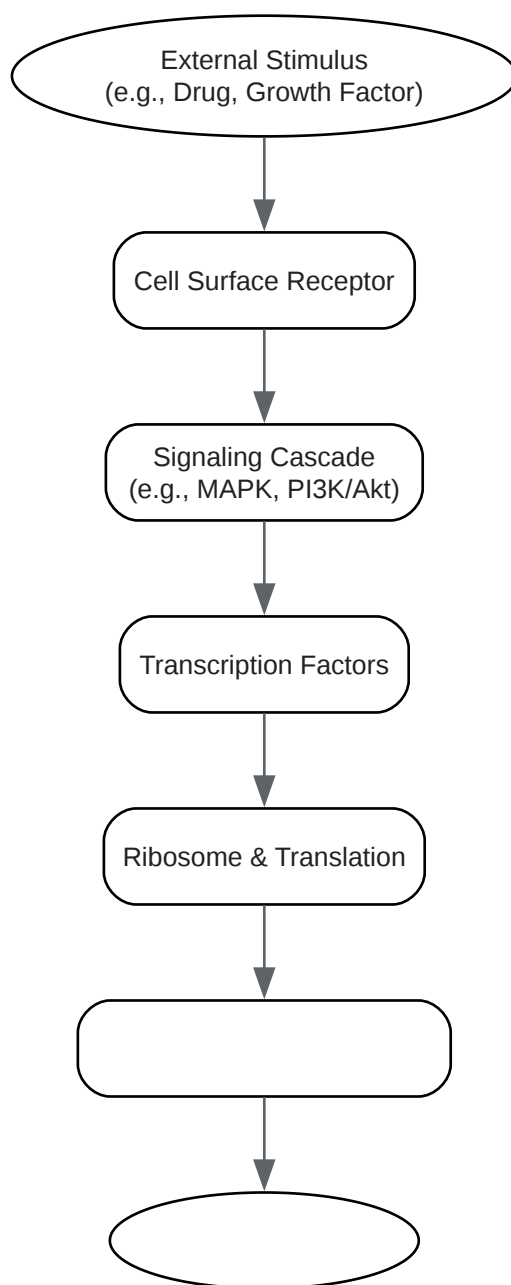 External Stimulus
(e.g., Drug, Growth Factor)
Cell Surface Receptor
Signaling Cascade
(e.g., MAPK, PI3K/Akt)
Transcription Factors
Ribosome & Translation